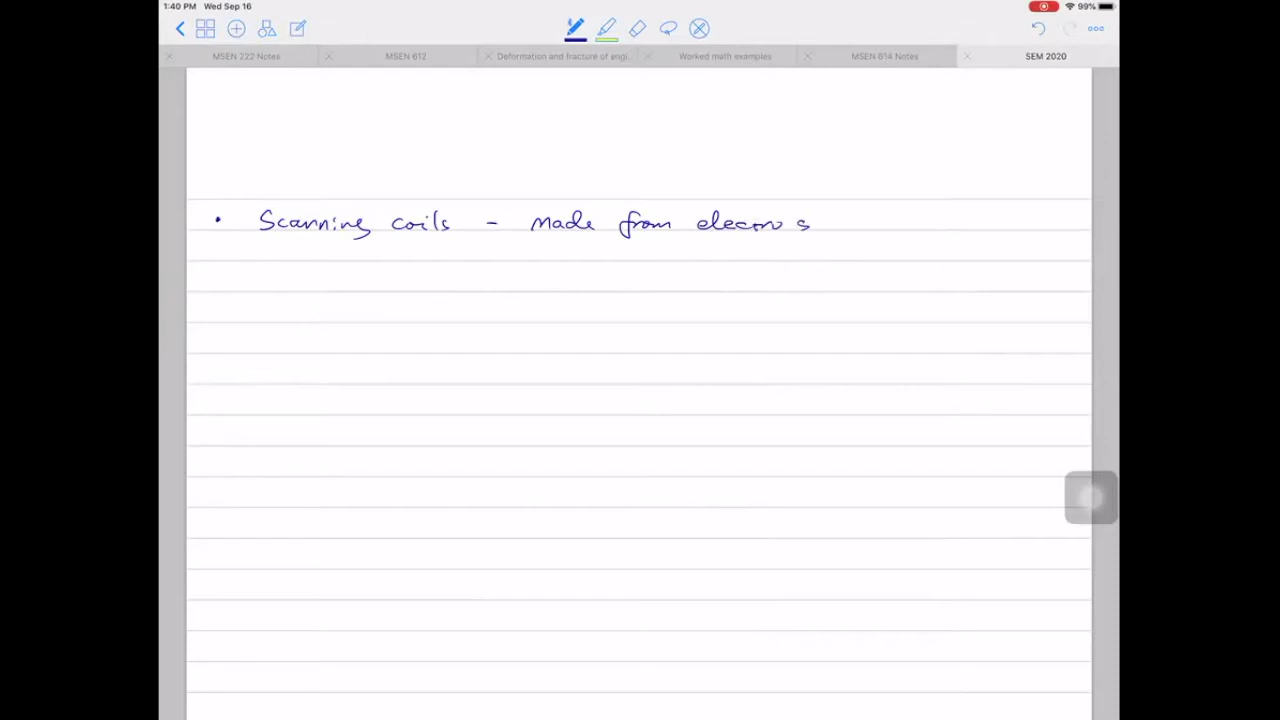 1:40 PM Wed Sep 16 99%
MSEN 222 Notes MSEN 612 Deformation and fracture of engi.. Worked math examples MSEN 614 Notes SEM 2020
• Scanning coils - made from elecrro s